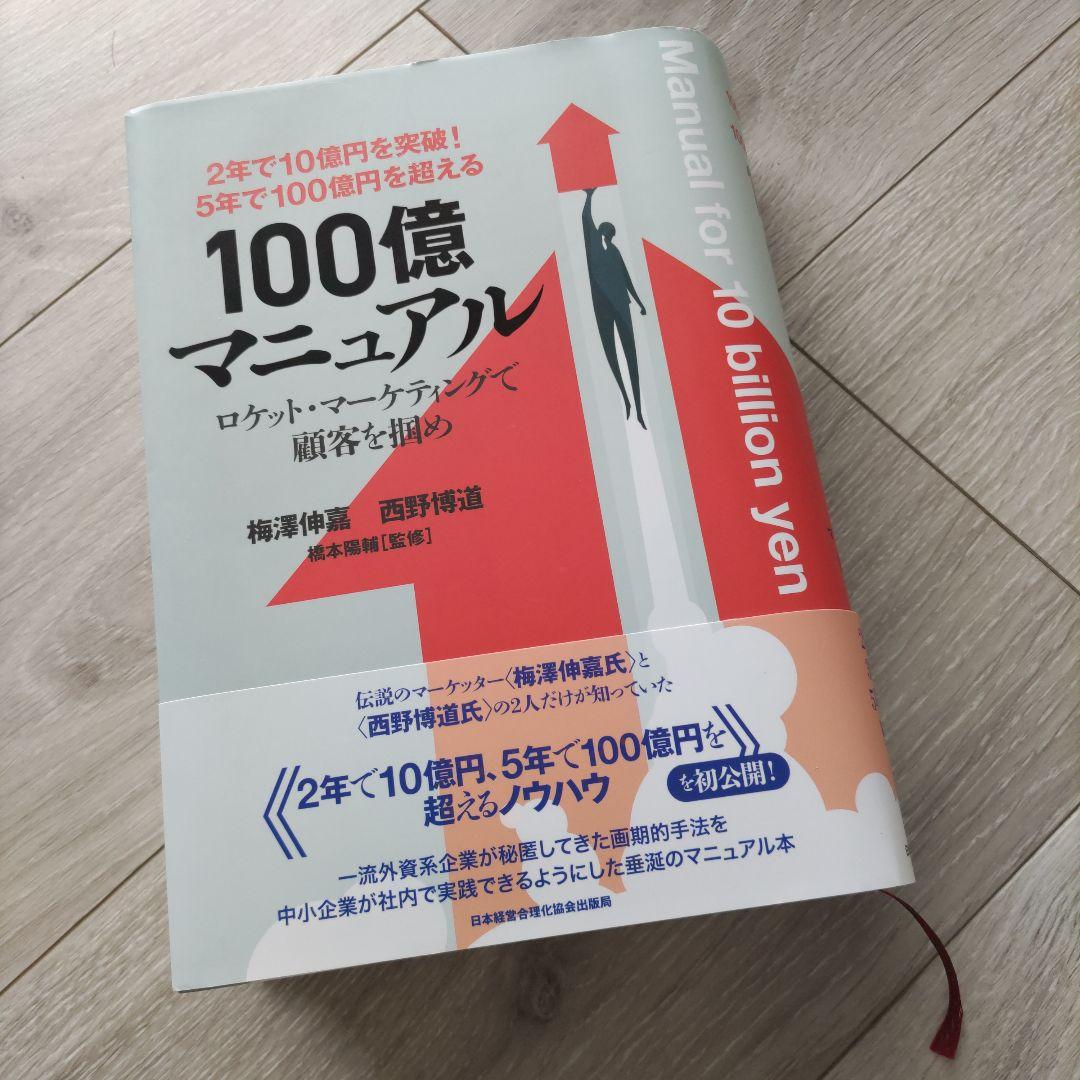 2年で10億円を突破！
5年で100億円を超える
100億
マニュアル
ロケット・マーケティングで
顧客を掴め
梅澤伸嘉 西野博道
橋本陽輔［監修］
Manual for 10 billion yen
伝説のマーケッター〈梅澤伸嘉氏〉と
〈西野博道氏〉の2人だけが知っていた
《2年で10億円、5年で100億円を
超えるノウハウ》
を初公開！
一流外資系企業が秘匿してきた画期的手法を
中小企業が社内で実践できるようにした垂涎のマニュアル本
日本経営合理化協会出版局